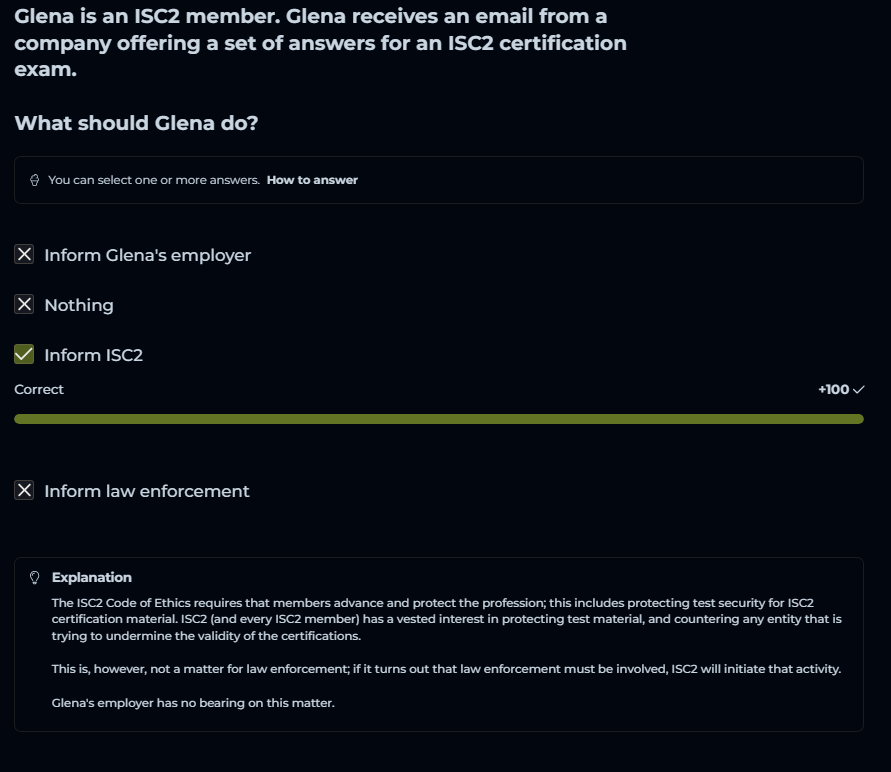 Glena is an ISC2 member. Glena receives an email from a
company offering a set of answers for an ISC2 certification
exam.
What should Glena do?
You can select one or more answers. How to answer
Inform Glena's employer
Nothing
Inform ISC2
Correct +100
Inform law enforcement
Explanation
The ISC2 Code of Ethics requires that members advance and protect the profession; this includes protecting test security for ISC2
certification material. ISC2 (and every ISC2 member) has a vested interest in protecting test material, and countering any entity that is
trying to undermine the validity of the certifications.
This is, however, not a matter for law enforcement; if it turns out that law enforcement must be involved, ISC2 will initiate that activity.
Glena's employer has no bearing on this matter.